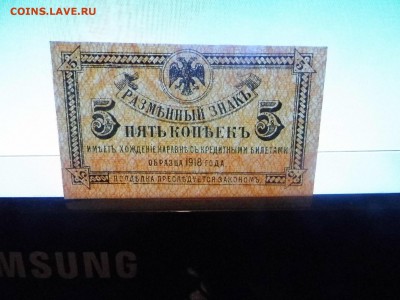 COINS.LAVE.RU
РАЗМѢННЫЙ ЗНАКЪ
5 ПЯТЬ КОПѢЕКЪ 5
ИМѢЕТЪ ХОЖДЕНІЕ НАРАВНѢ СЪ КРЕДИТНЫМИ БИЛЕТАМИ
ОБРАЗЦА 1918 ГОДА
ПОДДѢЛКА ПРЕСЛѢДУЕТСЯ ЗАКОНОМЪ
SAMSUNG